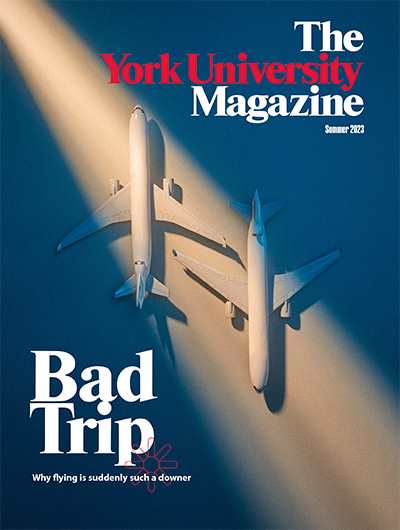 The
York University
Magazine
Summer 2023
Bad
Trip
Why flying is suddenly such a downer